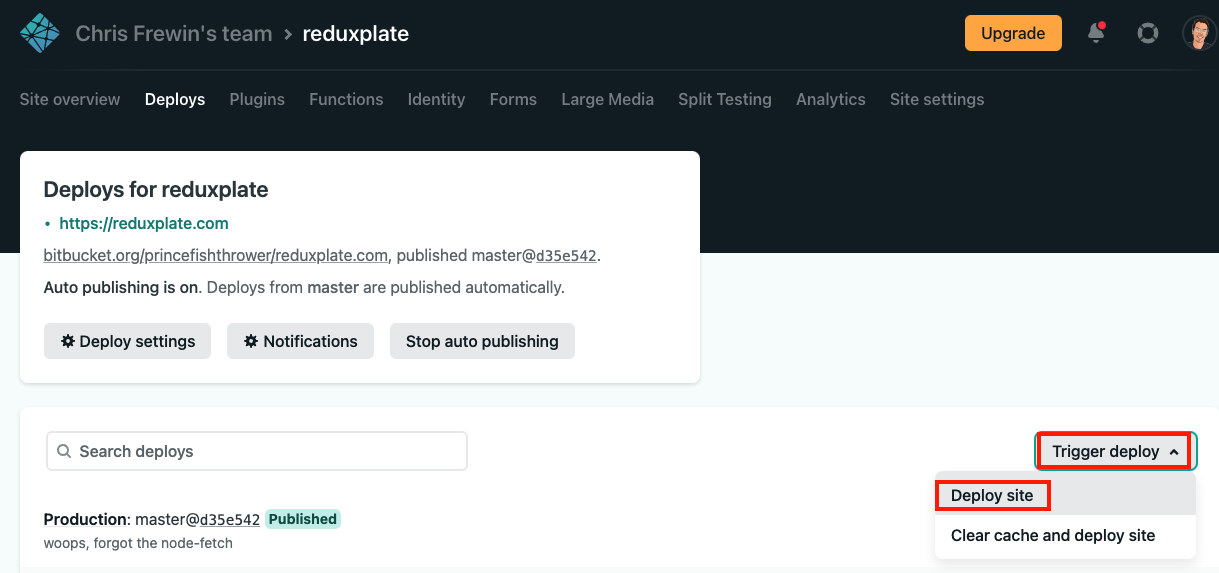 Chris Frewin's team > reduxplate
Upgrade
Site overview Deploys Plugins Functions Identity Forms Large Media Split Testing Analytics Site settings
Deploys for reduxplate
• https://reduxplate.com
bitbucket.org/princefishthrower/reduxplate.com, published master@d35e542.
Auto publishing is on. Deploys from master are published automatically.
Deploy settings Notifications Stop auto publishing
Search deploys
Trigger deploy
Deploy site
Clear cache and deploy site
Production: master@d35e542 Published
woops, forgot the node-fetch